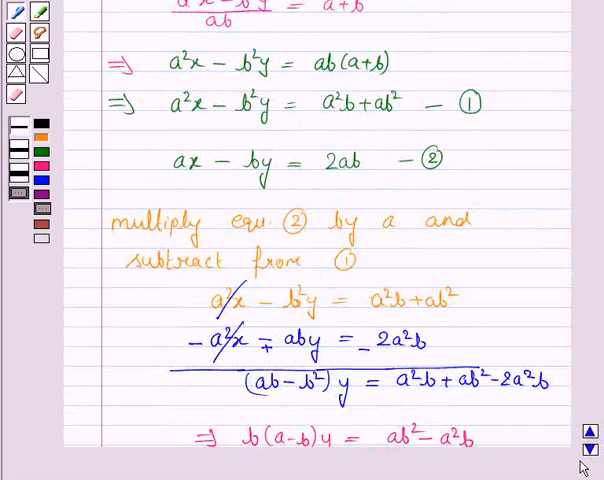 a²x - b²y / ab = a+b
⇒ a²x - b²y = ab(a+b)
⇒ a²x - b²y = a²b + ab² - ①
ax - by = 2ab - ②
multiply equ. ② by a and
subtract from ①
a²x - b²y = a²b + ab²
- a²x ∓ aby = - 2a²b
(ab - b²) y = a²b + ab² - 2a²b
⇒ b(a-b)y = ab² - a²b